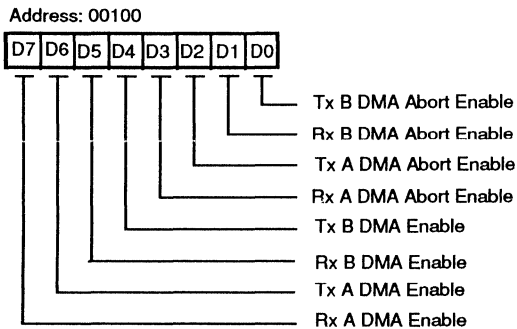 Address: 00100
D7 D6 D5 D4 D3 D2 D1 D0
Tx B DMA Abort Enable
Rx B DMA Abort Enable
Tx A DMA Abort Enable
Rx A DMA Abort Enable
Tx B DMA Enable
Rx B DMA Enable
Tx A DMA Enable
Rx A DMA Enable